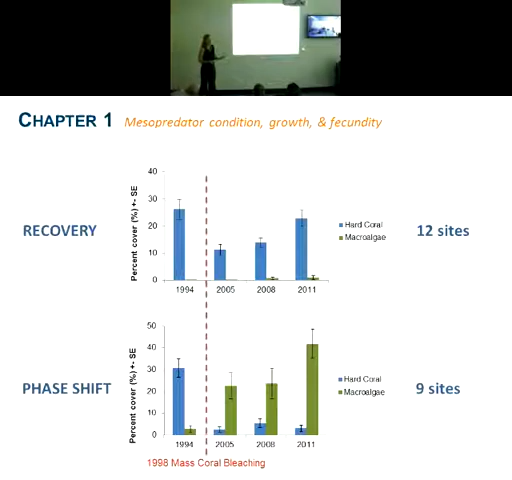 CHAPTER 1 Mesopredator condition, growth, & fecundity
RECOVERY
Percent cover (%) +- SE
40
30
20
10
0
1994
2005
2008
2011
Hard Coral
Macroalgae
12 sites
PHASE SHIFT
Percent cover (%) +- SE
50
40
30
20
10
0
1994
2005
2008
2011
Hard Coral
Macroalgae
9 sites
1998 Mass Coral Bleaching